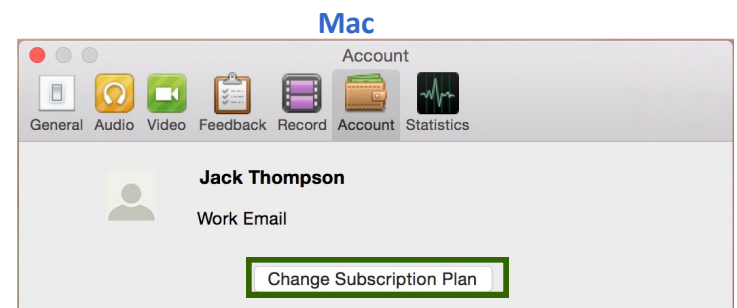 Mac
Account
General Audio Video Feedback Record Account Statistics
Jack Thompson
Work Email
Change Subscription Plan